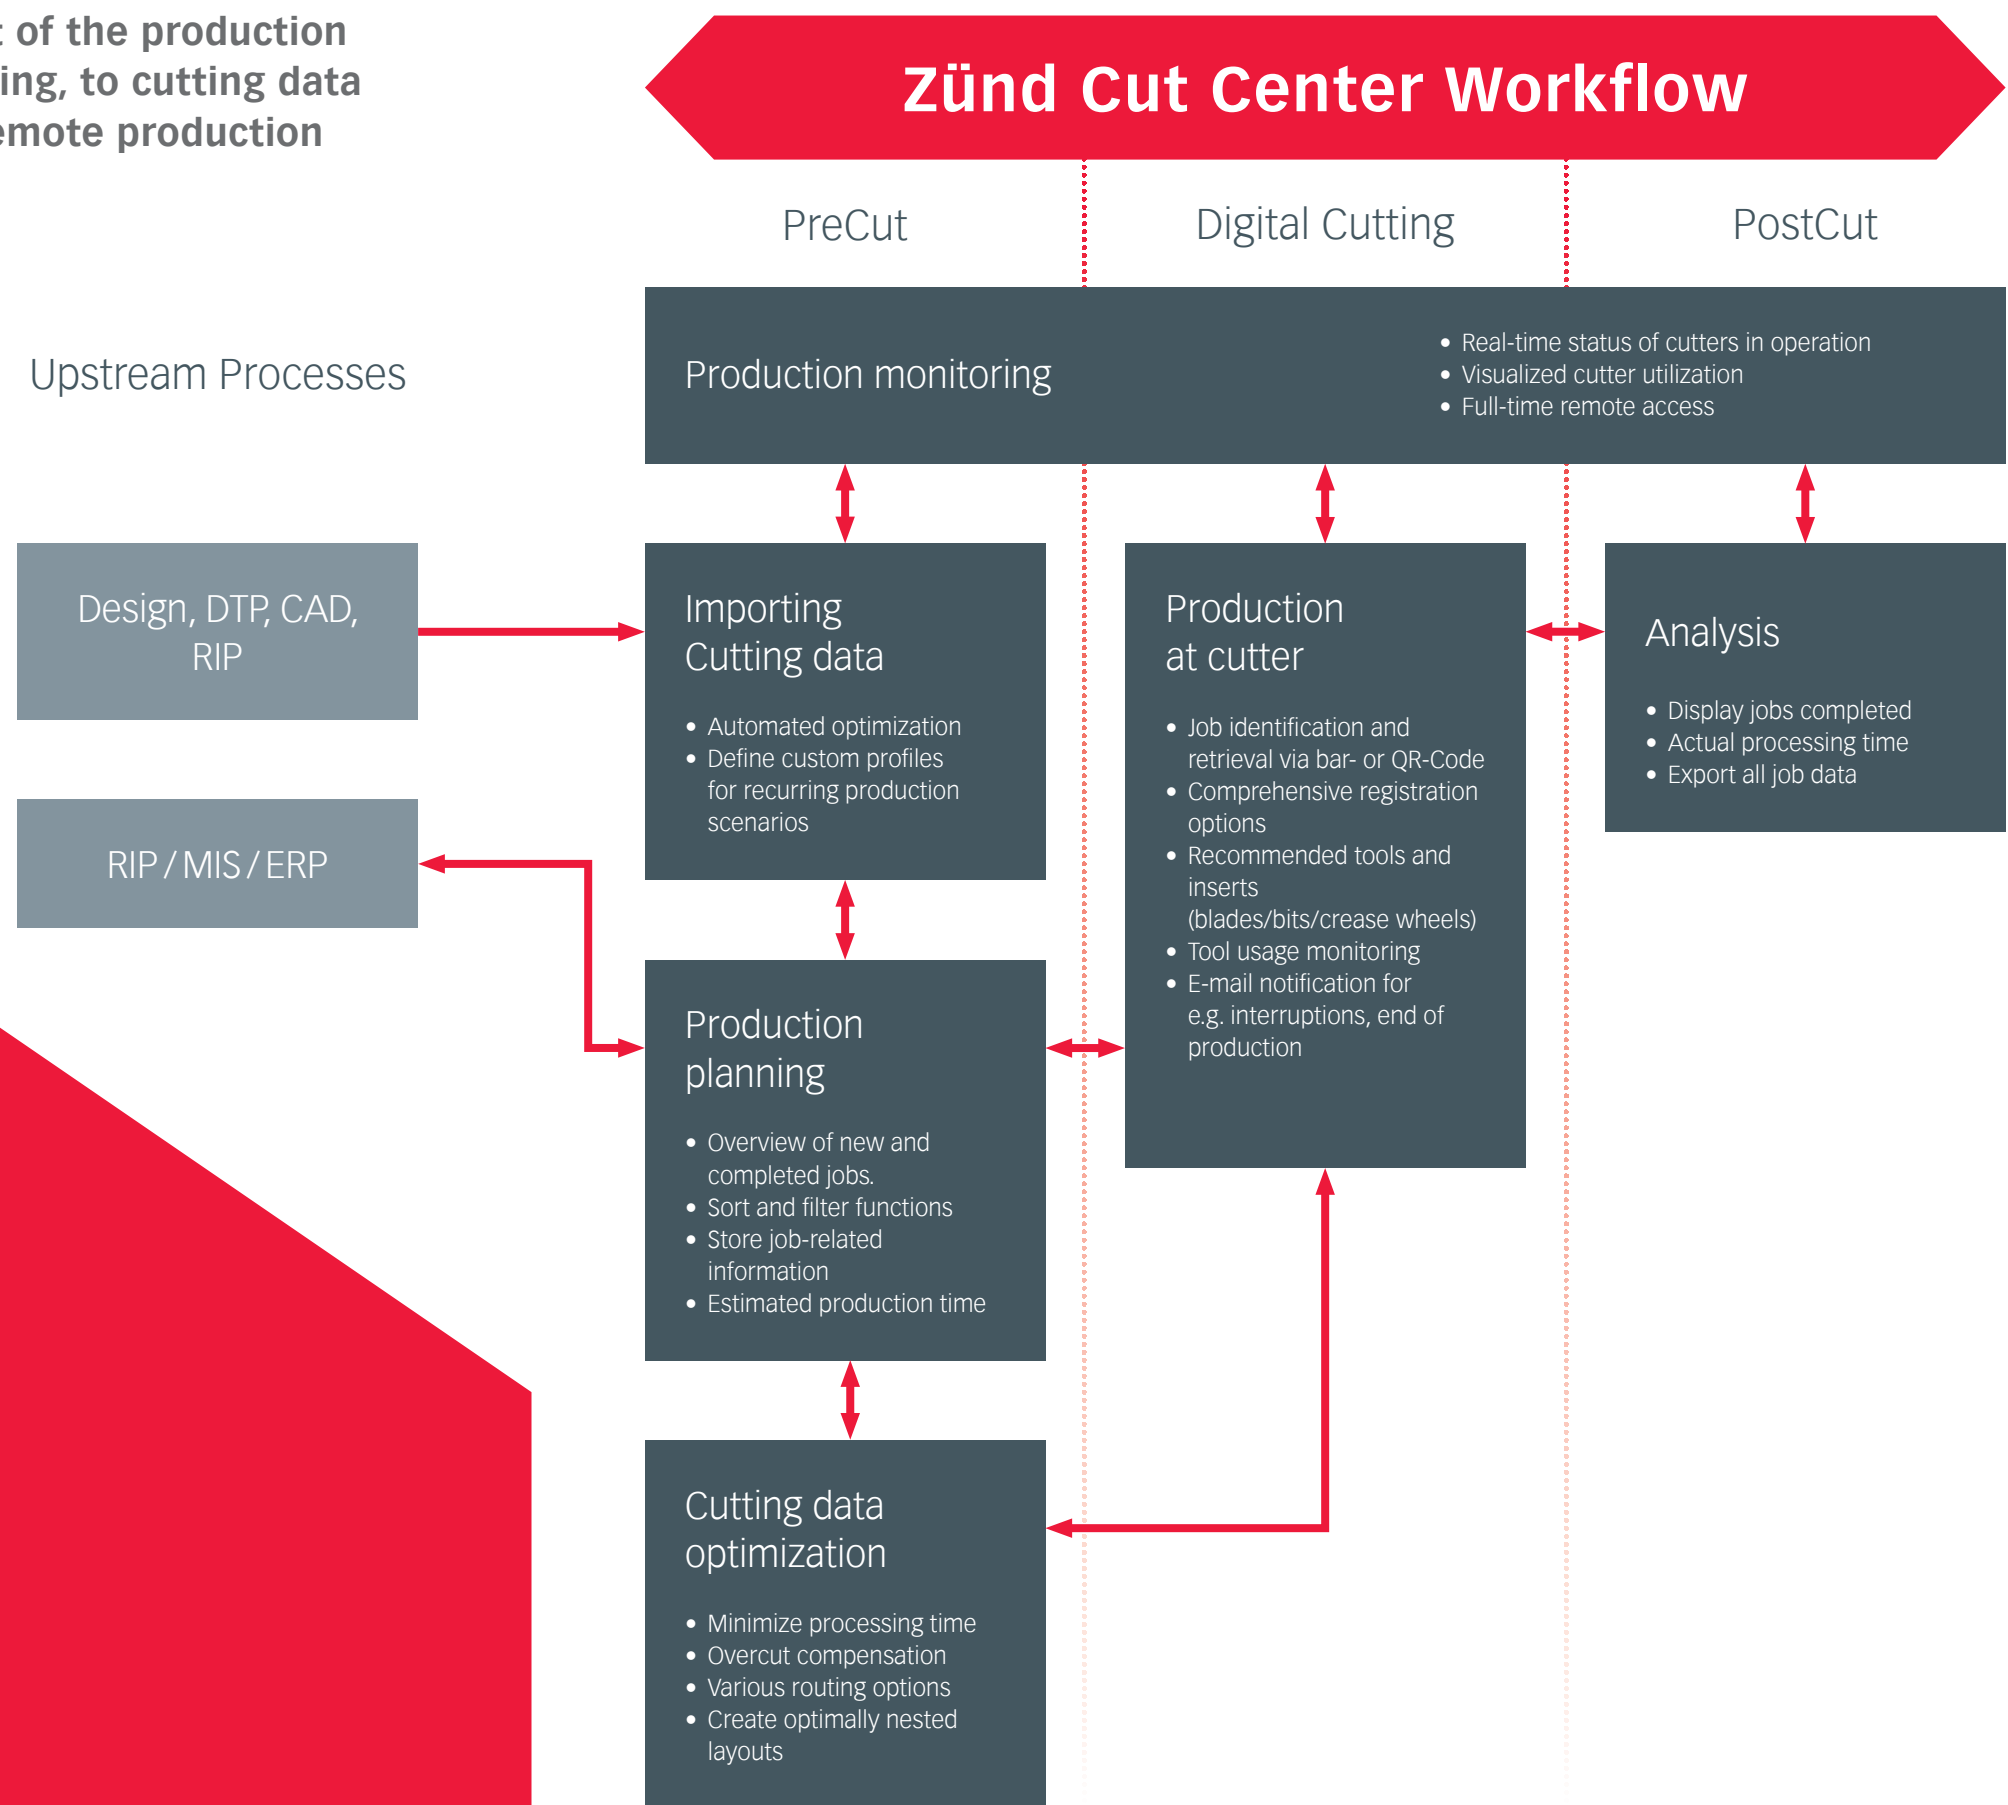 of the production
to cutting data
production
Zünd Cut Center Workflow
PreCut
Digital Cutting
PostCut
Upstream Processes
Production monitoring
• Real-time status of cutters in operation
• Visualized cutter utilization
• Full-time remote access
Design, DTP, CAD,
RIP
RIP / MIS / ERP
Importing
Cutting data
• Automated optimization
• Define custom profiles
for recurring production
scenarios
Production
planning
• Overview of new and
completed jobs.
• Sort and filter functions
• Store job-related
information
• Estimated production time
Cutting data
optimization
• Minimize processing time
• Overcut compensation
• Various routing options
• Create optimally nested
layouts
Production
at cutter
• Job identification and
retrieval via bar- or QR-Code
• Comprehensive registration
options
• Recommended tools and
inserts
(blades/bits/crease wheels)
• Tool usage monitoring
• E-mail notification for
e.g. interruptions, end of
production
Analysis
• Display jobs completed
• Actual processing time
• Export all job data